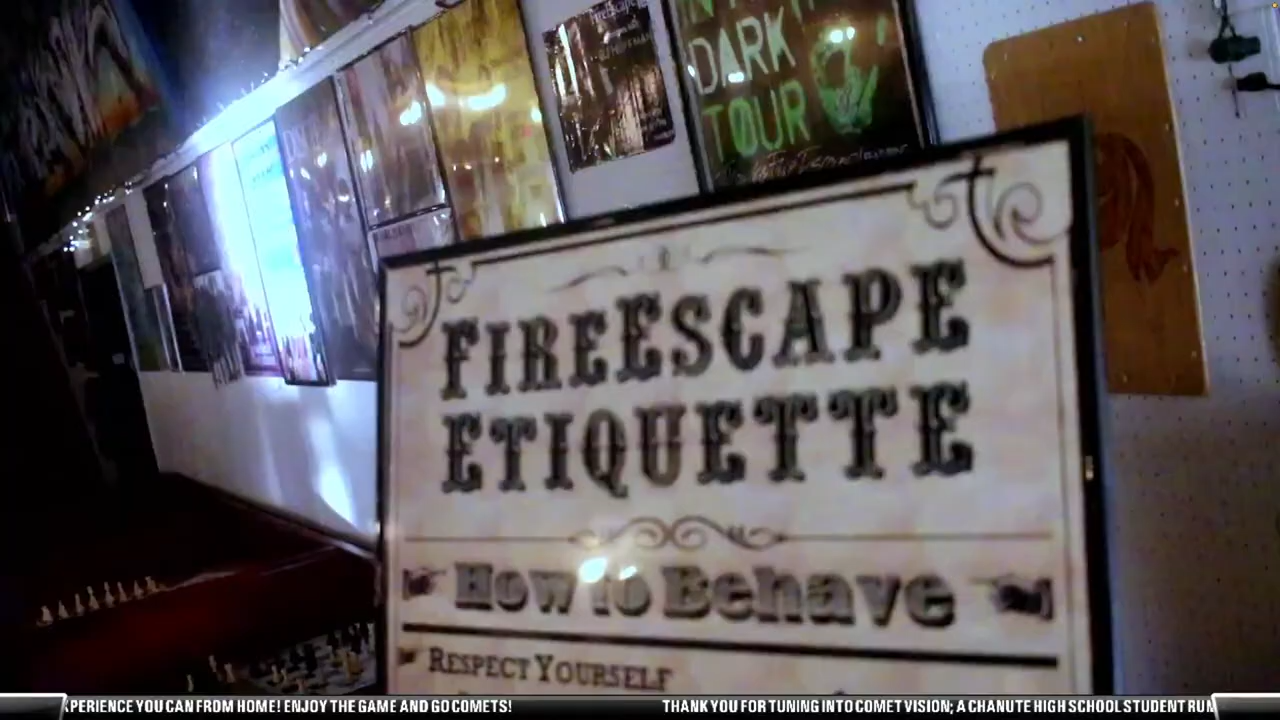 DARK
TOUR
FIREESCAPE
ETIQUETTE
How to Behave
RESPECT YOURSELF
XPERIENCE YOU CAN FROM HOME! ENJOY THE GAME AND GO COMETS! THANK YOU FOR TUNING INTO COMET VISION; A CHANUTE HIGH SCHOOL STUDENT RUN